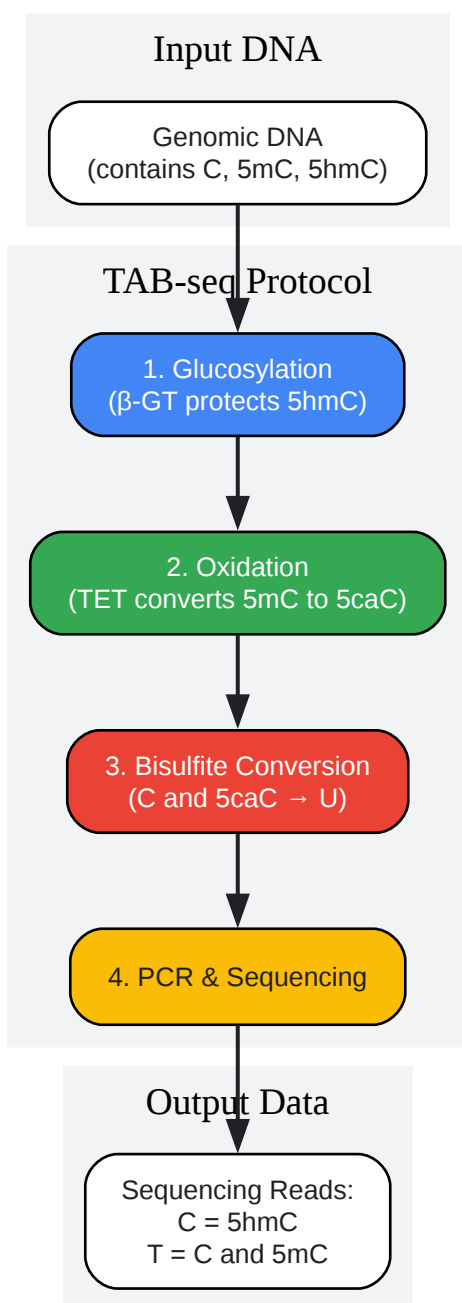 Input DNA
Genomic DNA
(contains C, 5mC, 5hmC)
TAB-seq Protocol
1. Glucosylation
(β-GT protects 5hmC)
2. Oxidation
(TET converts 5mC to 5caC)
3. Bisulfite Conversion
(C and 5caC → U)
4. PCR & Sequencing
Output Data
Sequencing Reads:
C = 5hmC
T = C and 5mC